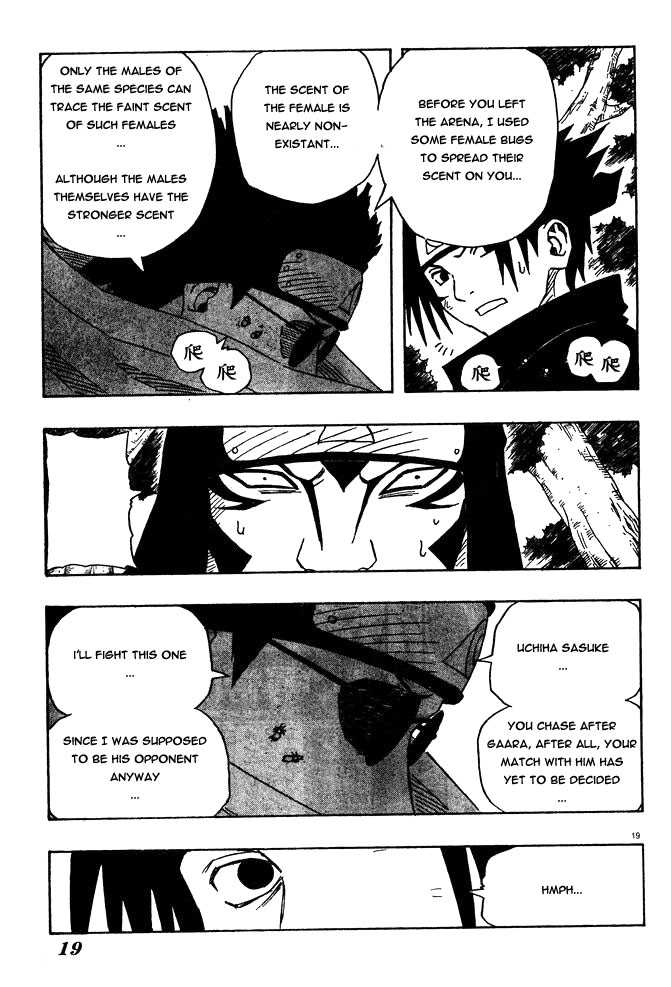 BEFORE YOU LEFT
THE ARENA, I USED
SOME FEMALE BUGS
TO SPREAD THEIR
SCENT ON YOU...
爬
爬
爬
THE SCENT OF
THE FEMALE IS
NEARLY NON-
EXISTANT...
ONLY THE MALES OF
THE SAME SPECIES CAN
TRACE THE FAINT SCENT
OF SUCH FEMALES
...
ALTHOUGH THE MALES
THEMSELVES HAVE THE
STRONGER SCENT
...
爬
爬
UCHIHA SASUKE
...
YOU CHASE AFTER
GAARA, AFTER ALL, YOUR
MATCH WITH HIM HAS
YET TO BE DECIDED
...
I'LL FIGHT THIS ONE
...
SINCE I WAS SUPPOSED
TO BE HIS OPPONENT
ANYWAY
...
19
HMPH...
19